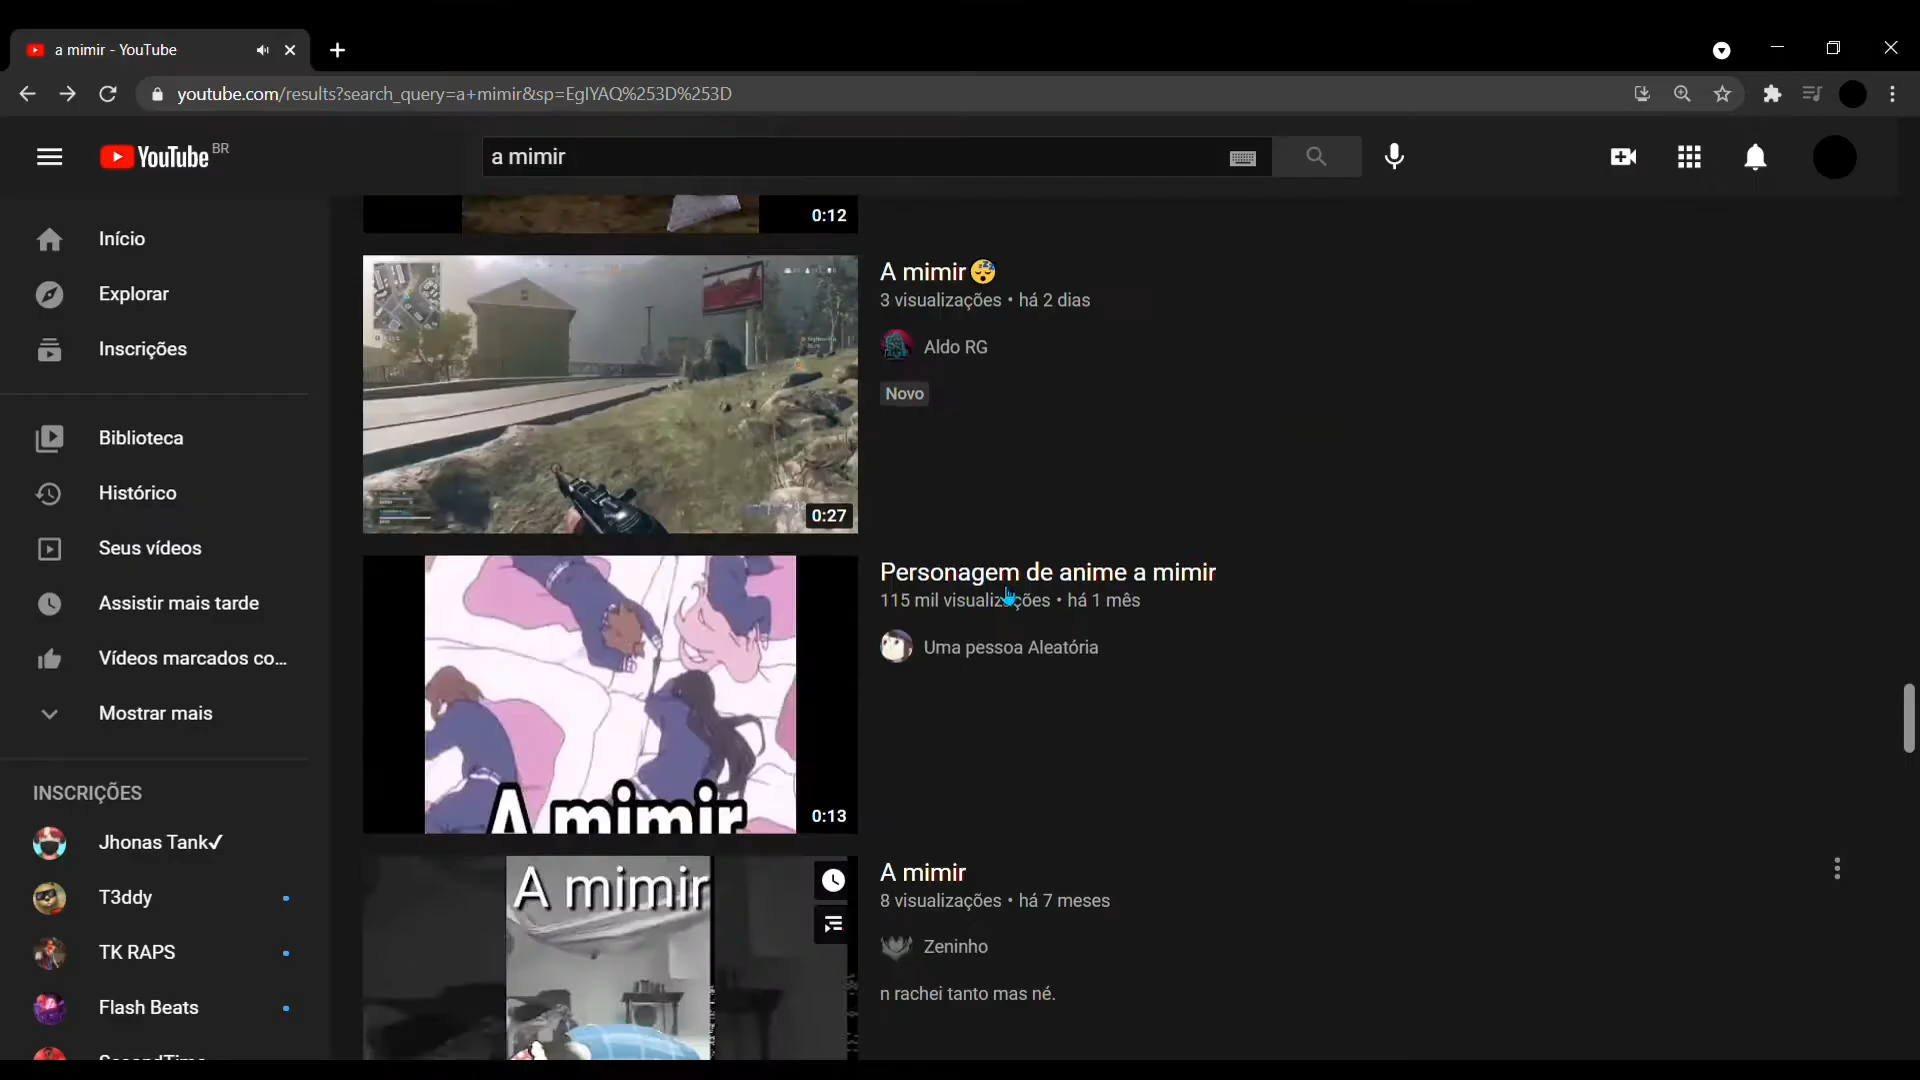 a mimir - YouTube
youtube.com/results?search_query=a+mimir&sp=EgIYAQ%253D%253D
YouTube BR
a mimir
Início
Explorar
Inscrições
Biblioteca
Histórico
Seus vídeos
Assistir mais tarde
Vídeos marcados co...
Mostrar mais
INSCRIÇÕES
Jhonas Tank✓
T3ddy
TK RAPS
Flash Beats
0:12
0:27
A mimir😴
3 visualizações • há 2 dias
Aldo RG
Novo
A mimir
0:13
Personagem de anime a mimir
115 mil visualizações • há 1 mês
Uma pessoa Aleatória
A mimir
A mimir
8 visualizações • há 7 meses
Zeninho
n rachei tanto mas né.